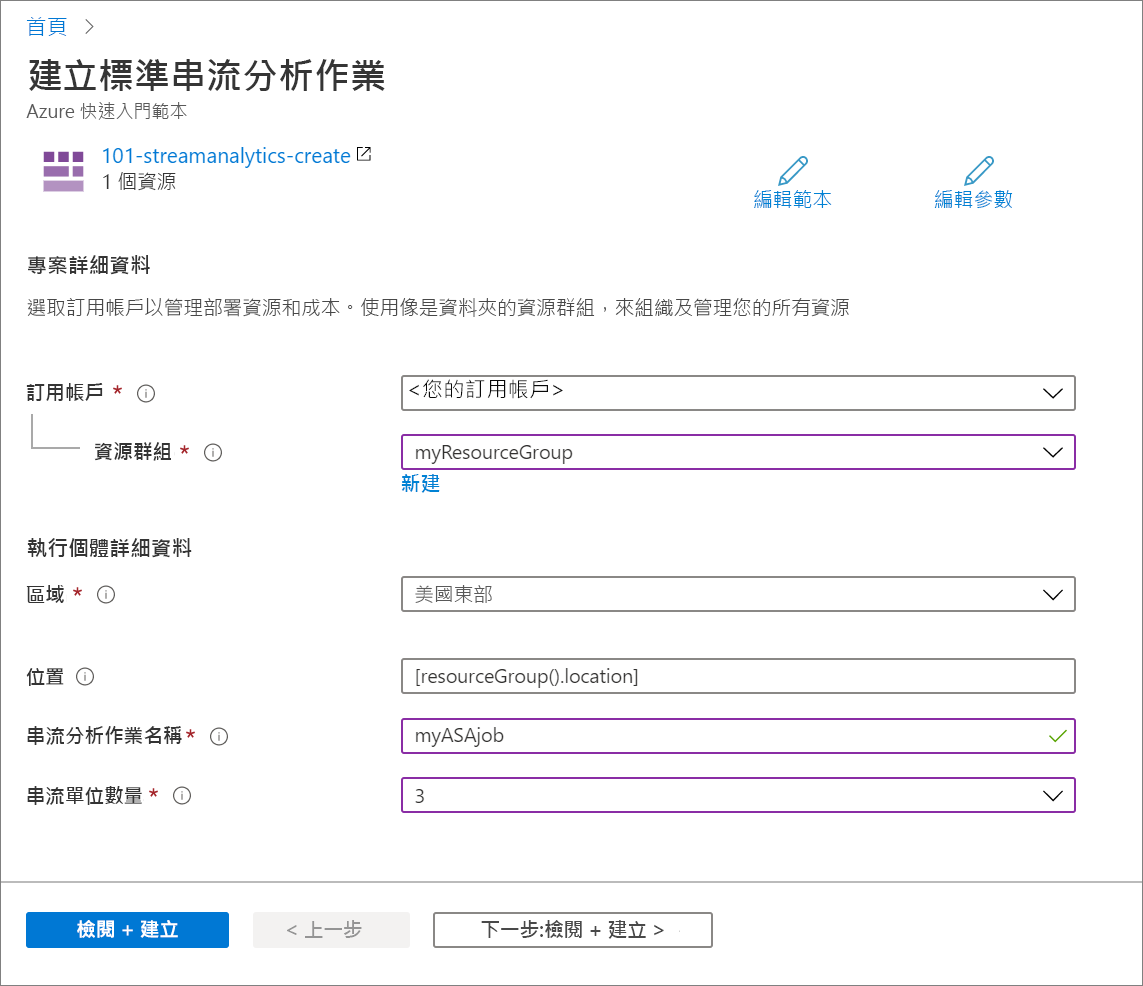 首頁 >
建立標準串流分析作業
Azure 快速入門範本
101-streamanalytics-create
1 個資源
編輯範本 編輯參數
專案詳細資料
選取訂用帳戶以管理部署資源和成本。使用像是資料夾的資源群組，來組織及管理您的所有資源
訂用帳戶 * <您的訂用帳戶>
資源群組 * myResourceGroup
新建
執行個體詳細資料
區域 * 美國東部
位置 [resourceGroup().location]
串流分析作業名稱* myASAjob
串流單位數量 * 3
檢閱 + 建立 < 上一步 下一步:檢閱 + 建立 >